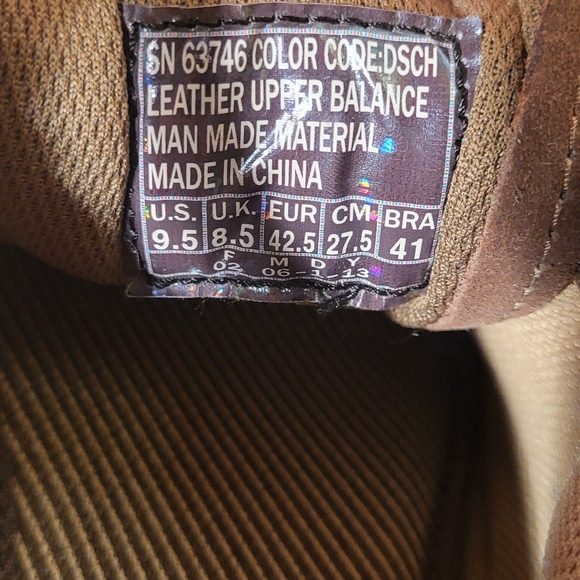 SN 63746 COLOR CODE:DSCH
LEATHER UPPER BALANCE
MAN MADE MATERIAL
MADE IN CHINA
U.S. U.K. EUR CM BRA
9.5 8.5 42.5 27.5 41
F M D Y
02 06-1-13